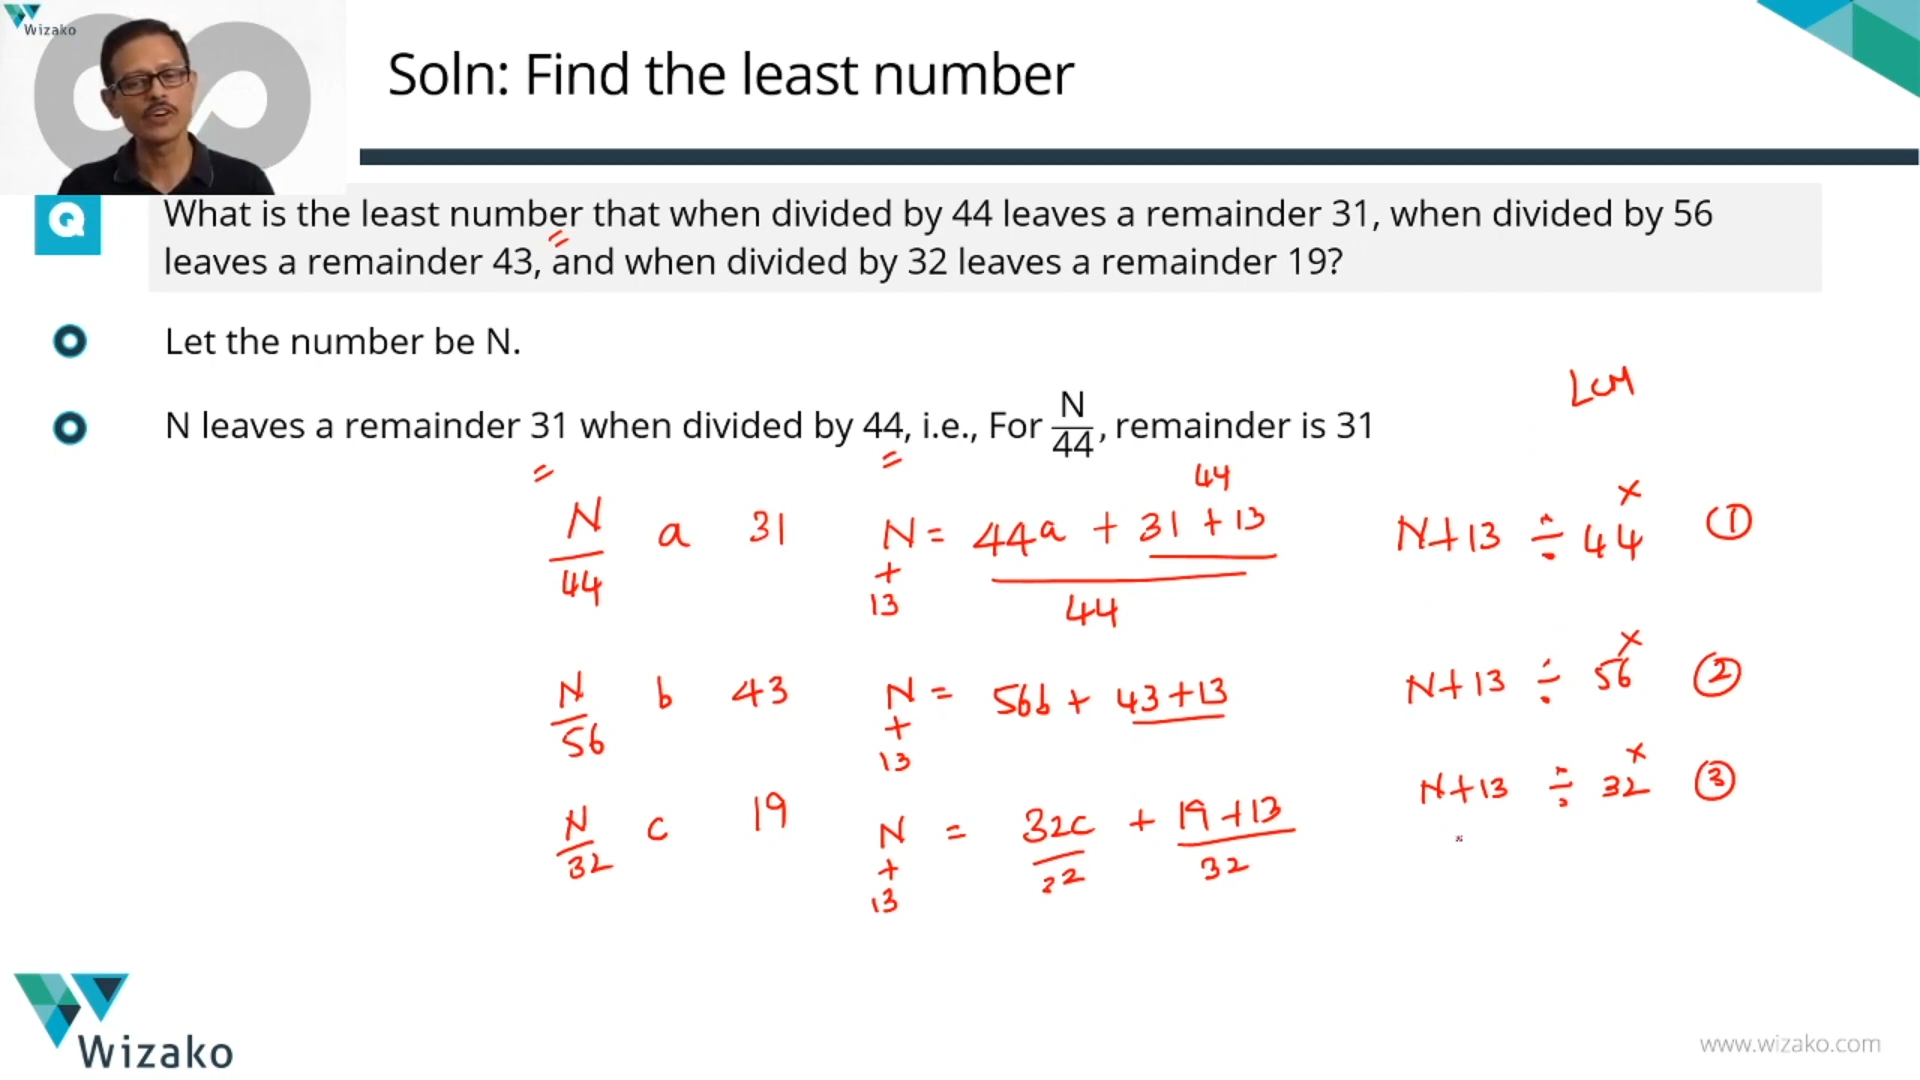 Wizako
Soln: Find the least number
Q
What is the least number that when divided by 44 leaves a remainder 31, when divided by 56
leaves a remainder 43, and when divided by 32 leaves a remainder 19?
Let the number be N.
LCM
N leaves a remainder 31 when divided by 44, i.e., For N/44, remainder is 31
44
N/44 a 31 N + 13 = 44a + 31 + 13 / 44 N+13 ÷ 44 x ①
N/56 b 43 N + 13 = 56b + 43 + 13 N+13 ÷ 56 x ②
N/32 c 19 N + 13 = 32c/32 + 19+13/32 N+13 ÷ 32 x ③
Wizako
www.wizako.com